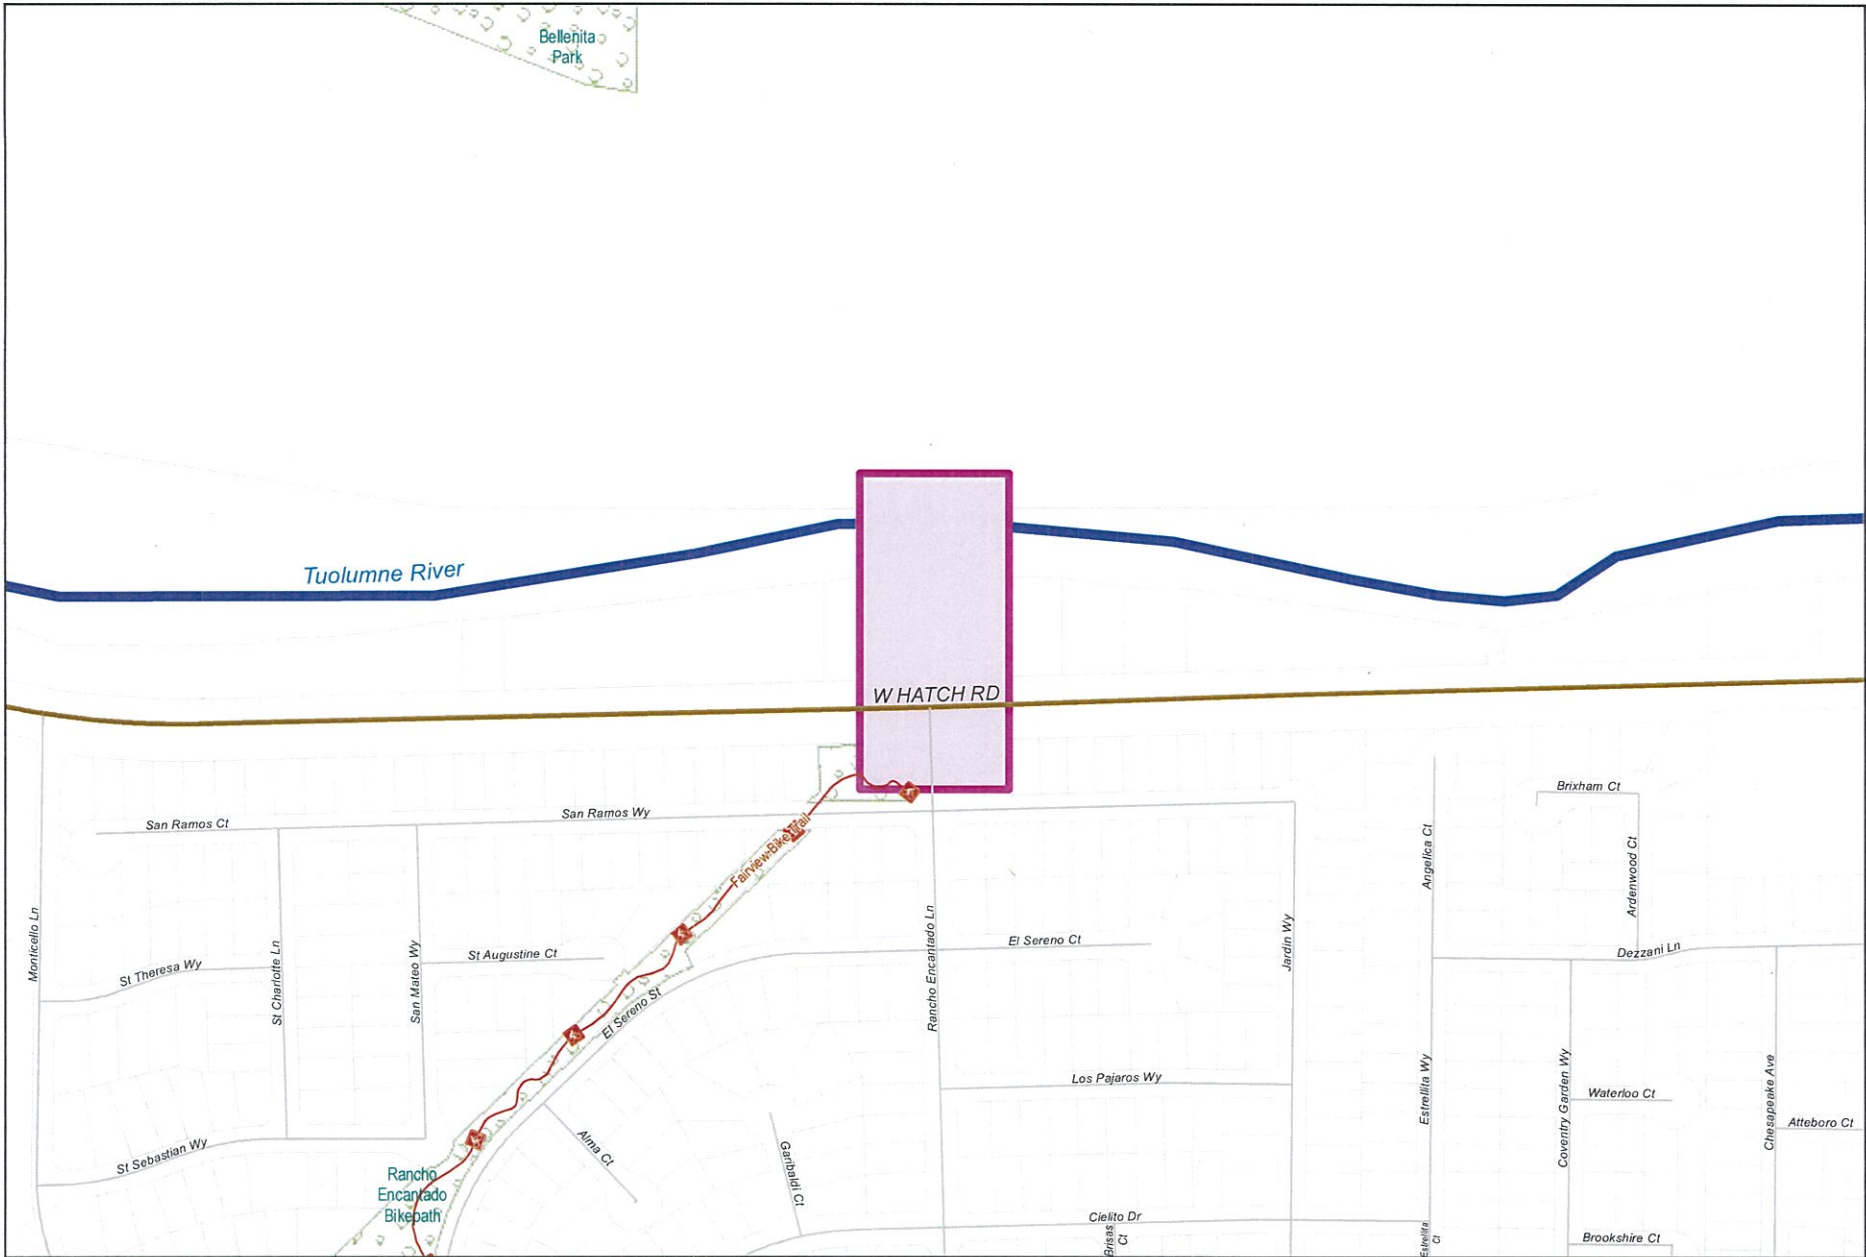 Bellenita
Park
Tuolumne River
W HATCH RD
Brixham Ct
San Ramos Wy
San Ramos Ct
Fairview Bike Trail
Angelica Ct
Ardenwood Ct
Monticello Ln
St Charlotte Ln
San Mateo Wy
St Augustine Ct
St Theresa Wy
El Sereno St
Rancho Encantado Ln
El Sereno Ct
Jardin Wy
Dezzani Ln
Los Pajaros Wy
Estrellita Wy
Coventry Garden Wy
Waterloo Ct
Chesapeake Ave
Atteboro Ct
St Sebastian Wy
Alma Ct
Garibaldi Ct
Rancho
Encantado
Bikepath
Cielito Dr
Brisas
Ct
Estrellita
Ct
Brookshire Ct